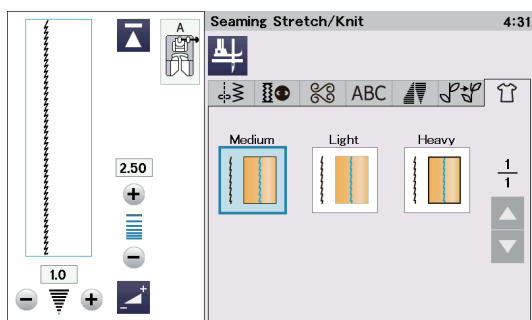 A
Seaming Stretch/Knit 4:31
ABC
Medium Light Heavy
2.50
1.0
1
1